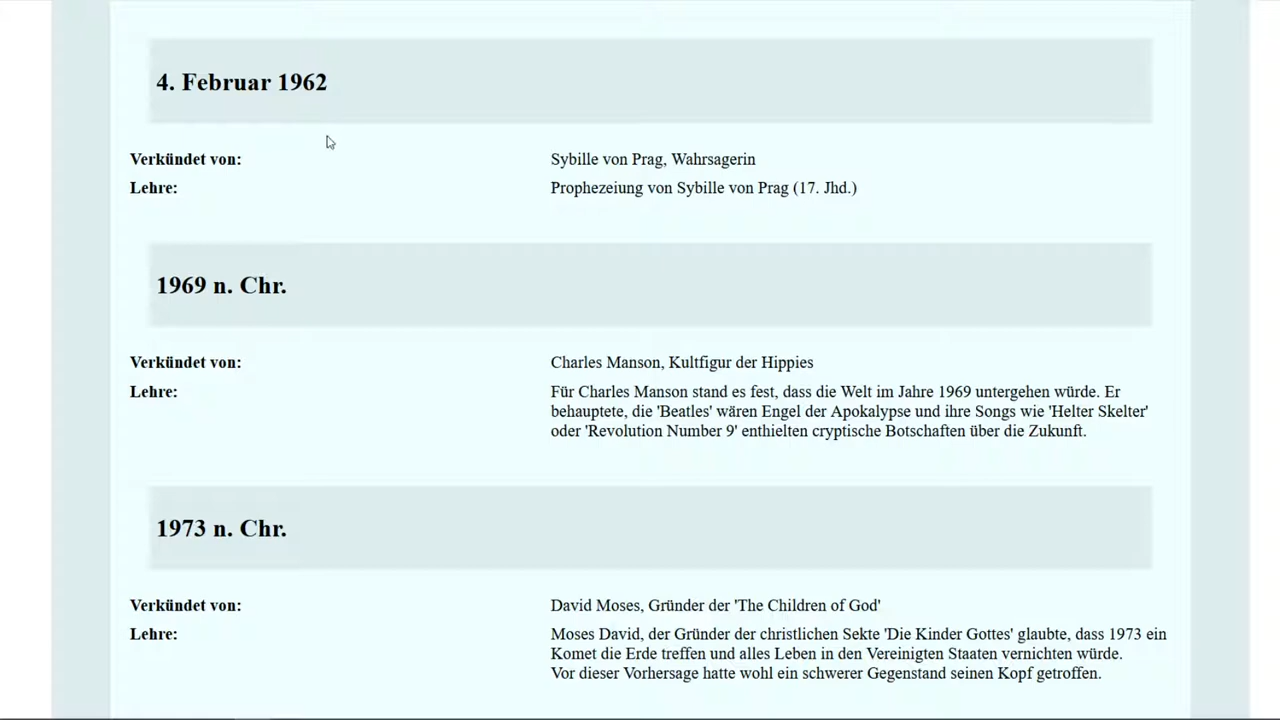 4. Februar 1962
Verkündet von: Sybille von Prag, Wahrsagerin
Lehre: Prophezeiung von Sybille von Prag (17. Jhd.)
1969 n. Chr.
Verkündet von: Charles Manson, Kultfigur der Hippies
Lehre: Für Charles Manson stand es fest, dass die Welt im Jahre 1969 untergehen würde. Er
behauptete, die 'Beatles' wären Engel der Apokalypse und ihre Songs wie 'Helter Skelter'
oder 'Revolution Number 9' enthielten cryptische Botschaften über die Zukunft.
1973 n. Chr.
Verkündet von: David Moses, Gründer der 'The Children of God'
Lehre: Moses David, der Gründer der christlichen Sekte 'Die Kinder Gottes' glaubte, dass 1973 ein
Komet die Erde treffen und alles Leben in den Vereinigten Staaten vernichten würde.
Vor dieser Vorhersage hatte wohl ein schwerer Gegenstand seinen Kopf getroffen.